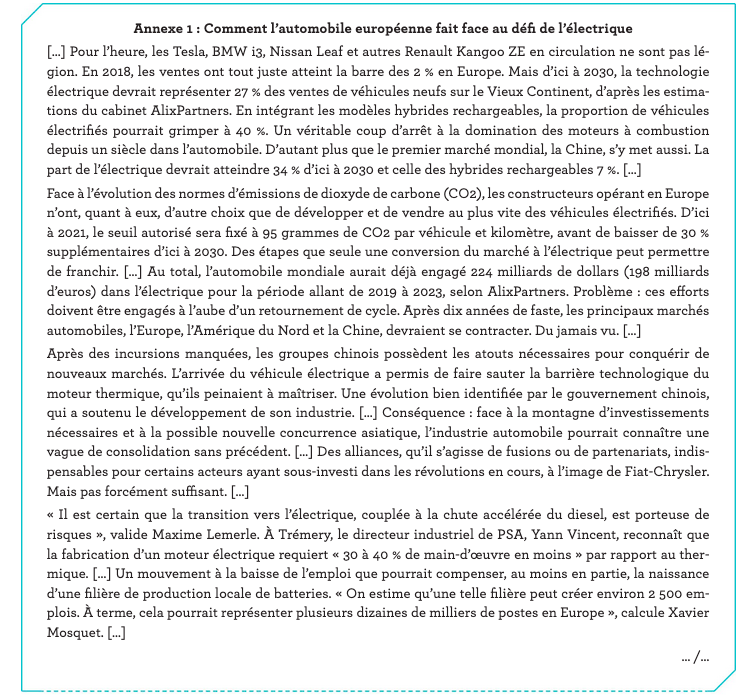 Annexe 1 : Comment l'automobile européenne fait face au défi de l'électrique
[...] Pour l'heure, les Tesla, BMW i3, Nissan Leaf et autres Renault Kangoo ZE en circulation ne sont pas lé-
gion. En 2018, les ventes ont tout juste atteint la barre des 2 % en Europe. Mais d'ici à 2030, la technologie
électrique devrait représenter 27 % des ventes de véhicules neufs sur le Vieux Continent, d'après les estima-
tions du cabinet AlixPartners. En intégrant les modèles hybrides rechargeables, la proportion de véhicules
électrifiés pourrait grimper à 40 %. Un véritable coup d'arrêt à la domination des moteurs à combustion
depuis un siècle dans l'automobile. D'autant plus que le premier marché mondial, la Chine, s'y met aussi. La
part de l'électrique devrait atteindre 34 % d'ici à 2030 et celle des hybrides rechargeables 7 %. [...]
Face à l'évolution des normes d'émissions de dioxyde de carbone (CO2), les constructeurs opérant en Europe
n'ont, quant à eux, d'autre choix que de développer et de vendre au plus vite des véhicules électrifiés. D'ici
à 2021, le seuil autorisé sera fixé à 95 grammes de CO2 par véhicule et kilomètre, avant de baisser de 30 %
supplémentaires d'ici à 2030. Des étapes que seule une conversion du marché à l'électrique peut permettre
de franchir. [...] Au total, l'automobile mondiale aurait déjà engagé 224 milliards de dollars (198 milliards
d'euros) dans l'électrique pour la période allant de 2019 à 2023, selon AlixPartners. Problème : ces efforts
doivent être engagés à l'aube d'un retournement de cycle. Après dix années de faste, les principaux marchés
automobiles, l'Europe, l'Amérique du Nord et la Chine, devraient se contracter. Du jamais vu. [...]
Après des incursions manquées, les groupes chinois possèdent les atouts nécessaires pour conquérir de
nouveaux marchés. L'arrivée du véhicule électrique a permis de faire sauter la barrière technologique du
moteur thermique, qu'ils peinaient à maîtriser. Une évolution bien identifiée par le gouvernement chinois,
qui a soutenu le développement de son industrie. [...] Conséquence : face à la montagne d'investissements
nécessaires et à la possible nouvelle concurrence asiatique, l'industrie automobile pourrait connaître une
vague de consolidation sans précédent. [...] Des alliances, qu'il s'agisse de fusions ou de partenariats, indis-
pensables pour certains acteurs ayant sous-investi dans les révolutions en cours, à l'image de Fiat-Chrysler.
Mais pas forcément suffisant. [...]
« Il est certain que la transition vers l'électrique, couplée à la chute accélérée du diesel, est porteuse de
risques », valide Maxime Lemerle. À Trémery, le directeur industriel de PSA, Yann Vincent, reconnaît que
la fabrication d'un moteur électrique requiert « 30 à 40 % de main-d'œuvre en moins » par rapport au ther-
mique. [...] Un mouvement à la baisse de l'emploi que pourrait compenser, au moins en partie, la naissance
d'une filière de production locale de batteries. « On estime qu'une telle filière peut créer environ 2 500 em-
plois. À terme, cela pourrait représenter plusieurs dizaines de milliers de postes en Europe », calcule Xavier
Mosquet. [...]
... /...